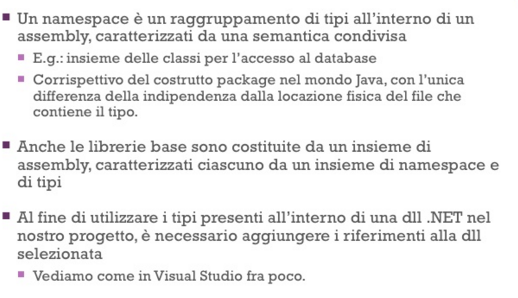 Un namespace è un raggruppamento di tipi all'interno di un
assembly, caratterizzati da una semantica condivisa
E.g.: insieme delle classi per l'accesso al database
Corrispettivo del costrutto package nel mondo Java, con l'unica
differenza della indipendenza dalla locazione fisica del file che
contiene il tipo.
Anche le librerie base sono costituite da un insieme di
assembly, caratterizzati ciascuno da un insieme di namespace e
di tipi
Al fine di utilizzare i tipi presenti all'interno di una dll .NET nel
nostro progetto, è necessario aggiungere i riferimenti alla dll
selezionata
Vediamo come in Visual Studio fra poco.